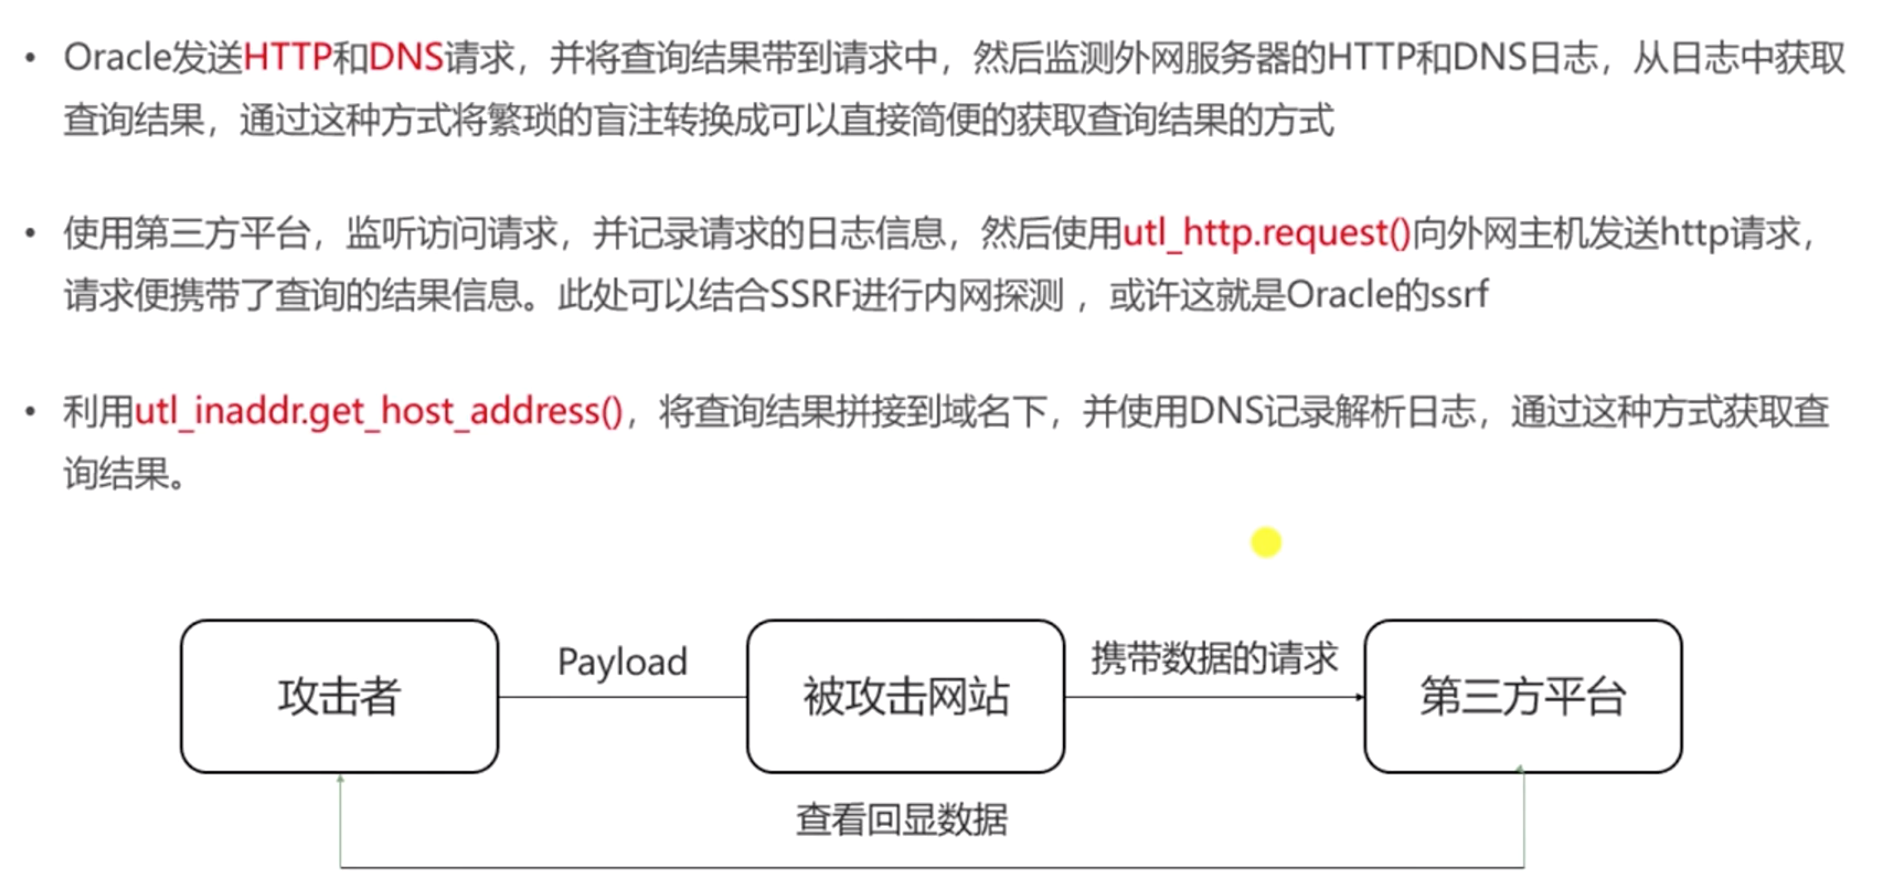 • Oracle发送HTTP和DNS请求，并将查询结果带到请求中，然后监测外网服务器的HTTP和DNS日志，从日志中获取
查询结果，通过这种方式将繁琐的盲注转换成可以直接简便的获取查询结果的方式
• 使用第三方平台，监听访问请求，并记录请求的日志信息，然后使用utl_http.request()向外网主机发送http请求，
请求便携带了查询的结果信息。此处可以结合SSRF进行内网探测，或许这就是Oracle的ssrf
• 利用utl_inaddr.get_host_address()，将查询结果拼接到域名下，并使用DNS记录解析日志，通过这种方式获取查
询结果。
攻击者
Payload
被攻击网站
携带数据的请求
第三方平台
查看回显数据